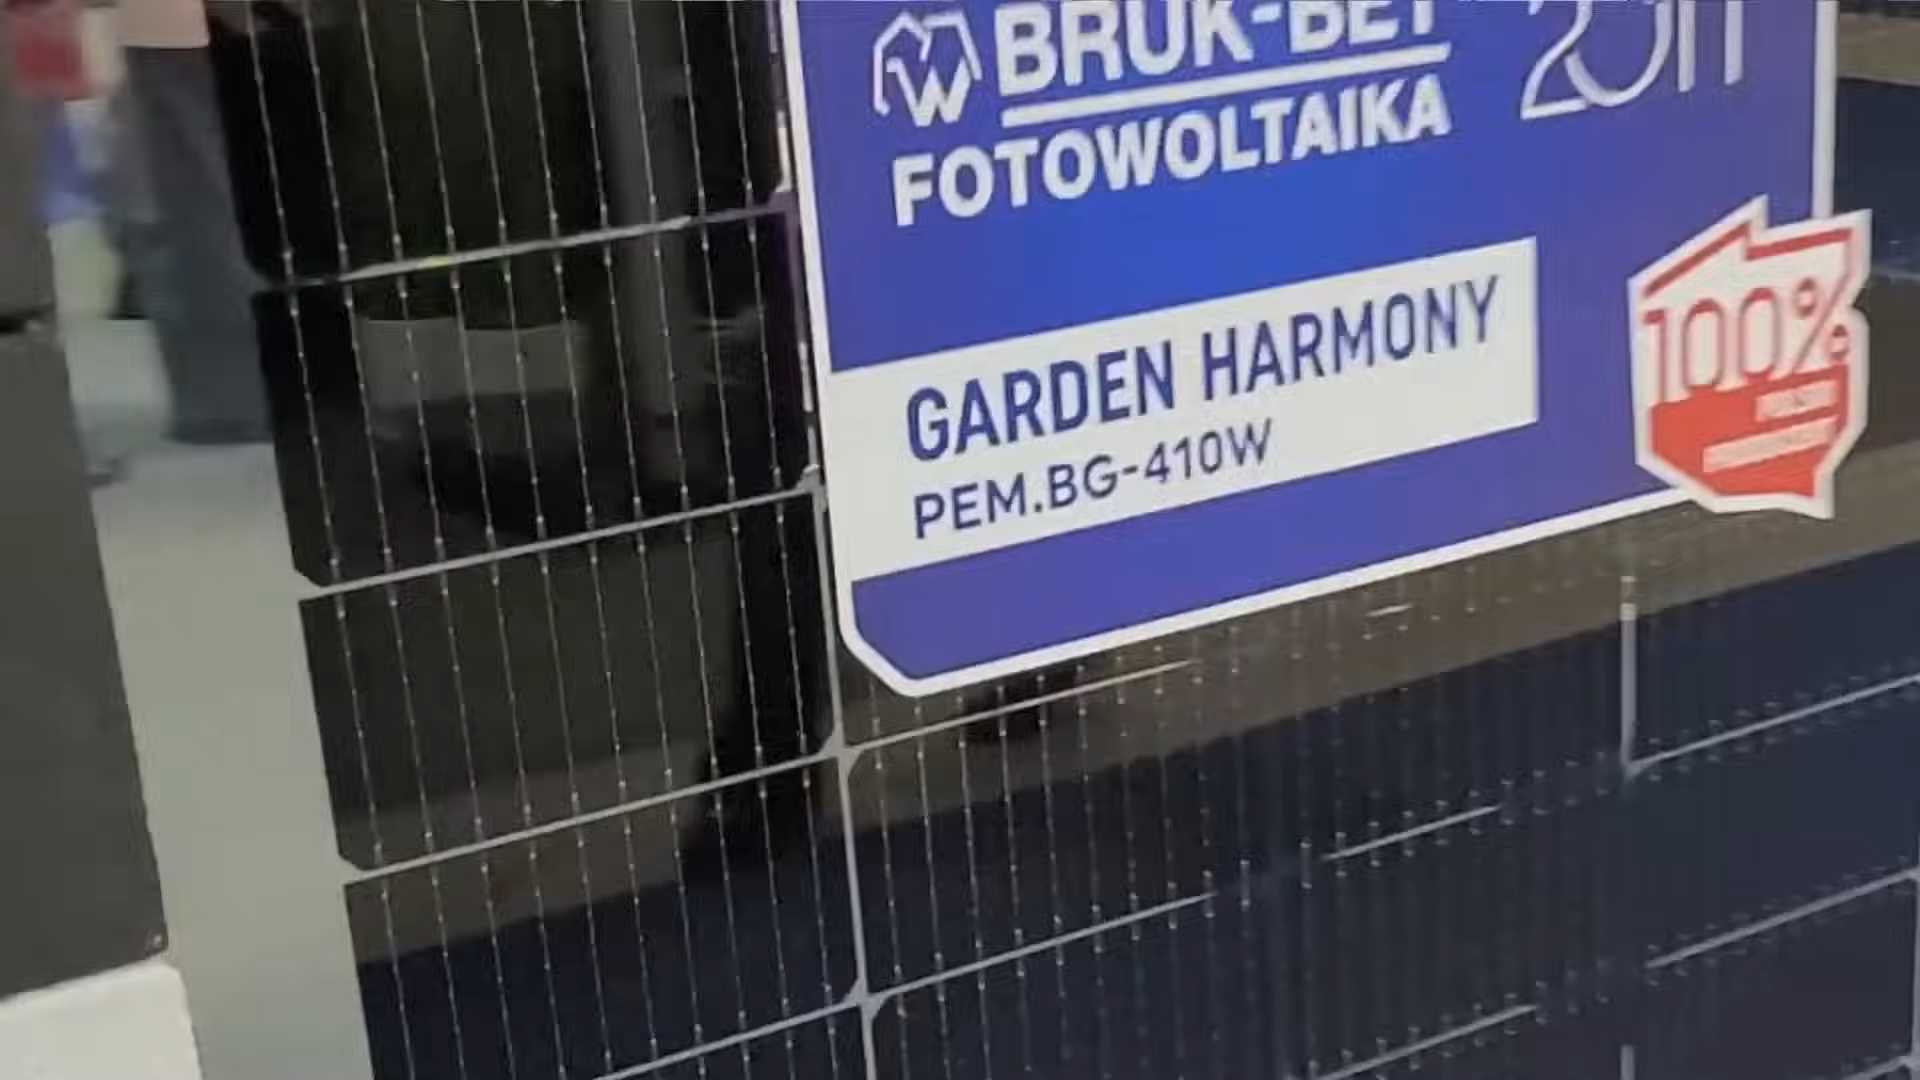 BRUK-BET
FOTOWOLTAIKA
GARDEN HARMONY
PEM.BG-410W
100%